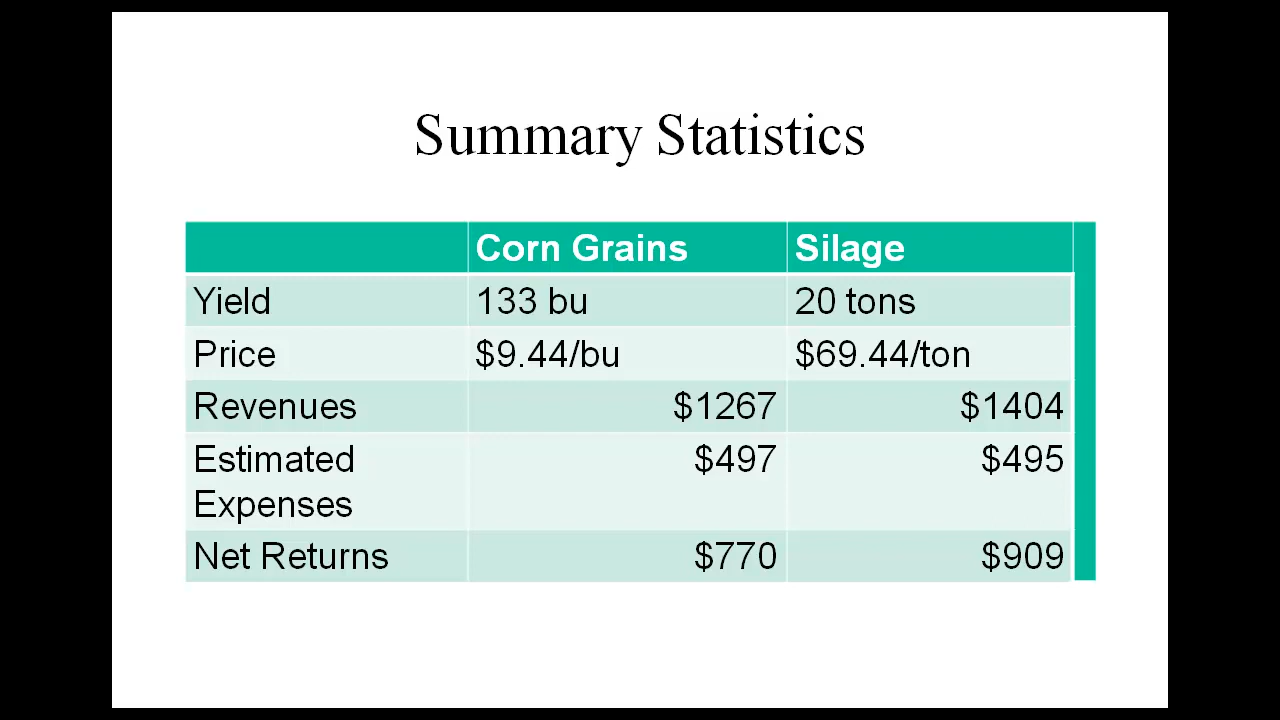 Summary Statistics
Corn Grains Silage
Yield 133 bu 20 tons
Price $9.44/bu $69.44/ton
Revenues $1267 $1404
Estimated $497 $495
Expenses
Net Returns $770 $909